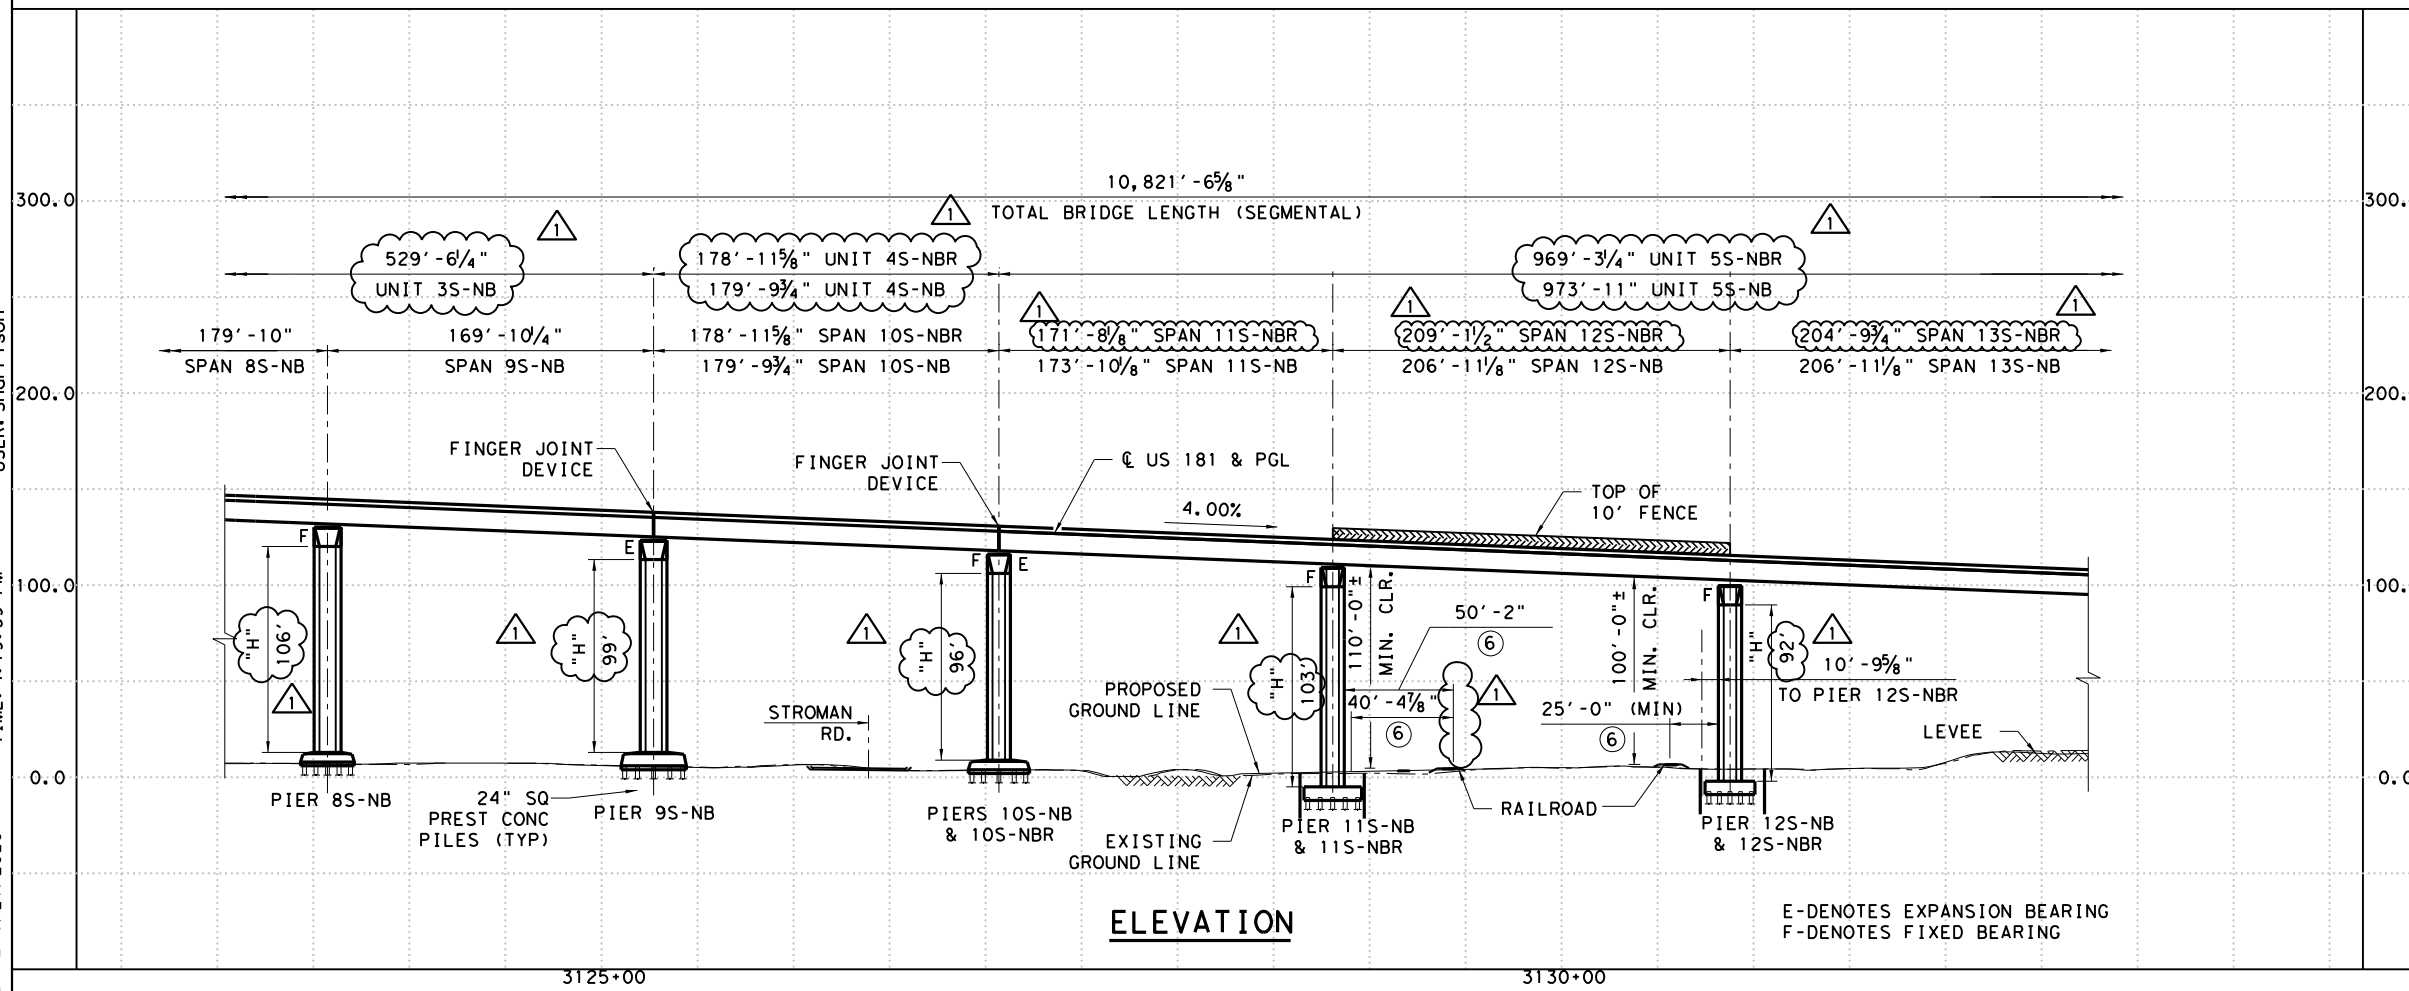 10,821'-6⅝"
TOTAL BRIDGE LENGTH (SEGMENTAL)
300.0
300.
1
1
1
529'-6¼"
UNIT 3S-NB
178'-11⅝" UNIT 4S-NBR
179'-9¾" UNIT 4S-NB
969'-3¼" UNIT 5S-NBR
973'-11" UNIT 5S-NB
1
1
1
179'-10"
SPAN 8S-NB
169'-10¼"
SPAN 9S-NB
178'-11⅝" SPAN 10S-NBR
179'-9¾" SPAN 10S-NB
171'-8⅛" SPAN 11S-NBR
173'-10⅛" SPAN 11S-NB
209'-1½" SPAN 12S-NBR
206'-11⅛" SPAN 12S-NB
204'-9¾" SPAN 13S-NBR
206'-11⅛" SPAN 13S-NB
200.0
200.
FINGER JOINT
DEVICE
FINGER JOINT
DEVICE
℄ US 181 & PGL
4.00%
TOP OF
10' FENCE
F
E
F
E
F
F
100.0
100.
"H"
106'
1
1
"H"
99'
1
"H"
96'
1
"H"
103'
110'-0"±
MIN. CLR.
50'-2"
6
40'-4⅞"
6
1
100'-0"±
MIN. CLR.
25'-0" (MIN)
6
"H"
92'
1
10'-9⅝"
TO PIER 12S-NBR
STROMAN
RD.
PROPOSED
GROUND LINE
LEVEE
0.0
0.0
PIER 8S-NB
24" SQ
PREST CONC
PILES (TYP)
PIER 9S-NB
PIERS 10S-NB
& 10S-NBR
EXISTING
GROUND LINE
PIER 11S-NB
& 11S-NBR
RAILROAD
PIER 12S-NB
& 12S-NBR
ELEVATION
E-DENOTES EXPANSION BEARING
F-DENOTES FIXED BEARING
3125+00
3130+00